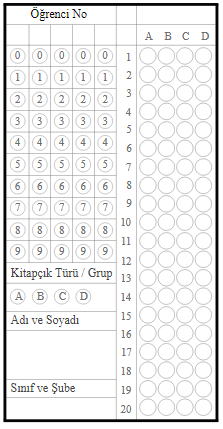 Öğrenci No
A B C D
0 0 0 0 0
1 1 1 1 1
2 2 2 2 2
3 3 3 3 3
4 4 4 4 4
5 5 5 5 5
6 6 6 6 6
7 7 7 7 7
8 8 8 8 8
9 9 9 9 9
Kitapçık Türü / Grup
A B C D
Adı ve Soyadı
Sınıf ve Şube
1
2
3
4
5
6
7
8
9
10
11
12
13
14
15
16
17
18
19
20